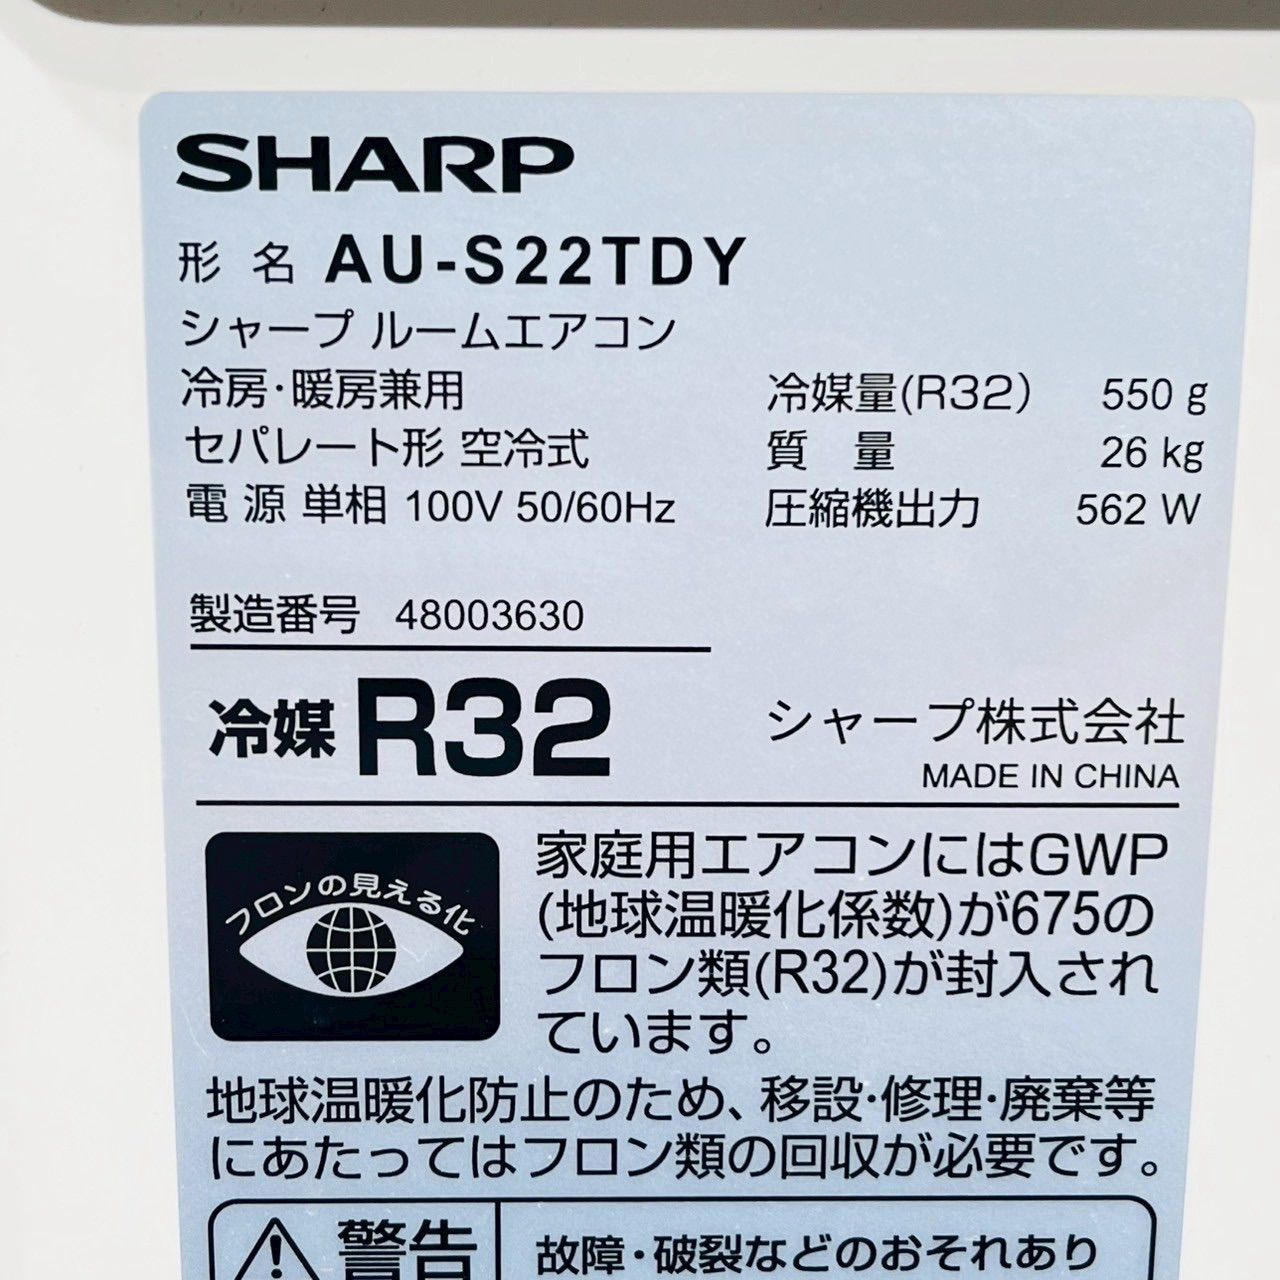 SHARP
形 名 AU-S22TDY
シャープ ルームエアコン
冷房・暖房兼用
セパレート形 空冷式
電 源 単相 100V 50/60Hz
冷媒量(R32) 550 g
質 量 26 kg
圧縮機出力 562 W
製造番号 48003630
冷媒 R32
シャープ株式会社
MADE IN CHINA
フロンの見える化
家庭用エアコンにはGWP
(地球温暖化係数)が675の
フロン類(R32)が封入され
ています。
地球温暖化防止のため、移設・修理・廃棄等
にあたってはフロン類の回収が必要です。
警告
故障・破裂などのおそれあり